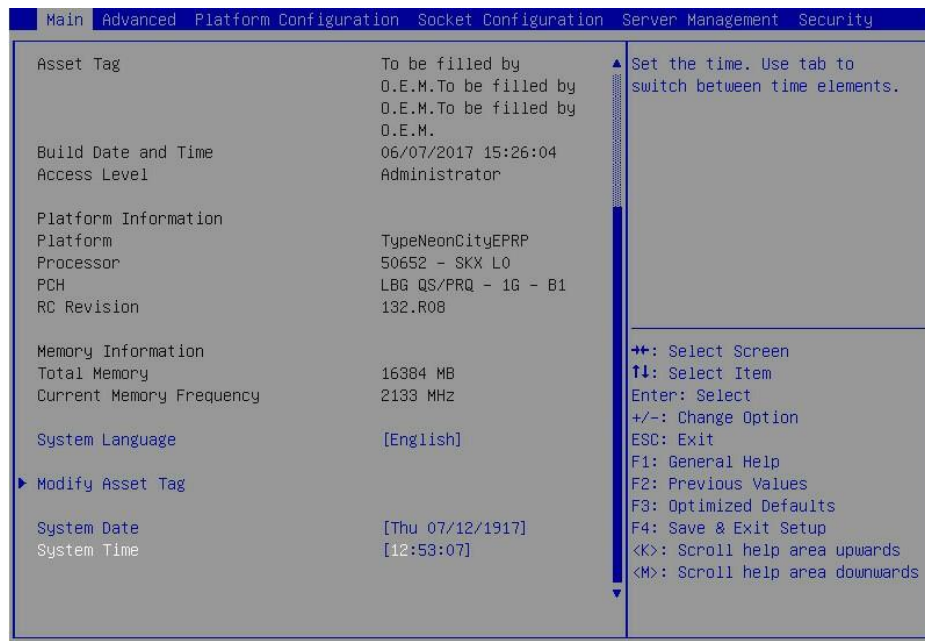 Main Advanced Platform Configuration Socket Configuration Server Management Security
Asset Tag To be filled by
O.E.M.To be filled by
O.E.M.To be filled by
O.E.M.
Build Date and Time 06/07/2017 15:26:04
Access Level Administrator
Platform Information
Platform TypeNeonCityEPRP
Processor 50652 - SKX L0
PCH LBG QS/PRQ - 1G - B1
RC Revision 132.R08
Memory Information
Total Memory 16384 MB
Current Memory Frequency 2133 MHz
System Language [English]
Modify Asset Tag
System Date [Thu 07/12/1917]
System Time [12:53:07]
Set the time. Use tab to
switch between time elements.
→←: Select Screen
↑↓: Select Item
Enter: Select
+/-: Change Option
ESC: Exit
F1: General Help
F2: Previous Values
F3: Optimized Defaults
F4: Save & Exit Setup
<K>: Scroll help area upwards
<M>: Scroll help area downwards